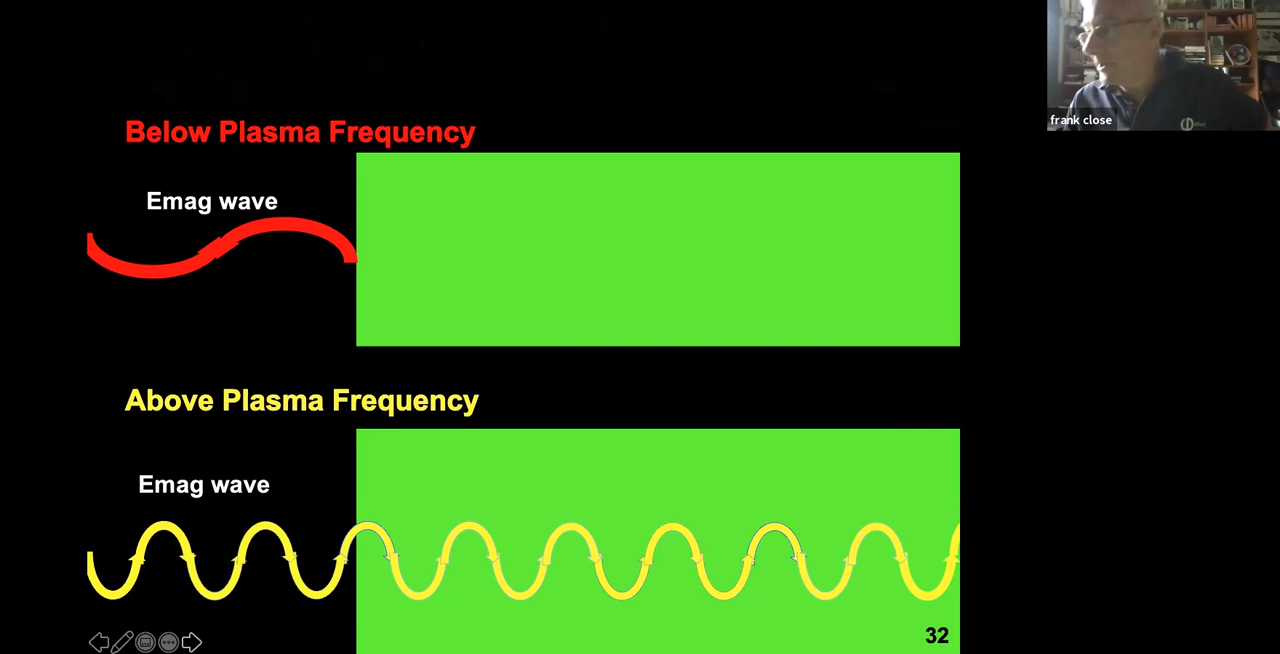 Below Plasma Frequency
Emag wave
frank close
Above Plasma Frequency
Emag wave
32